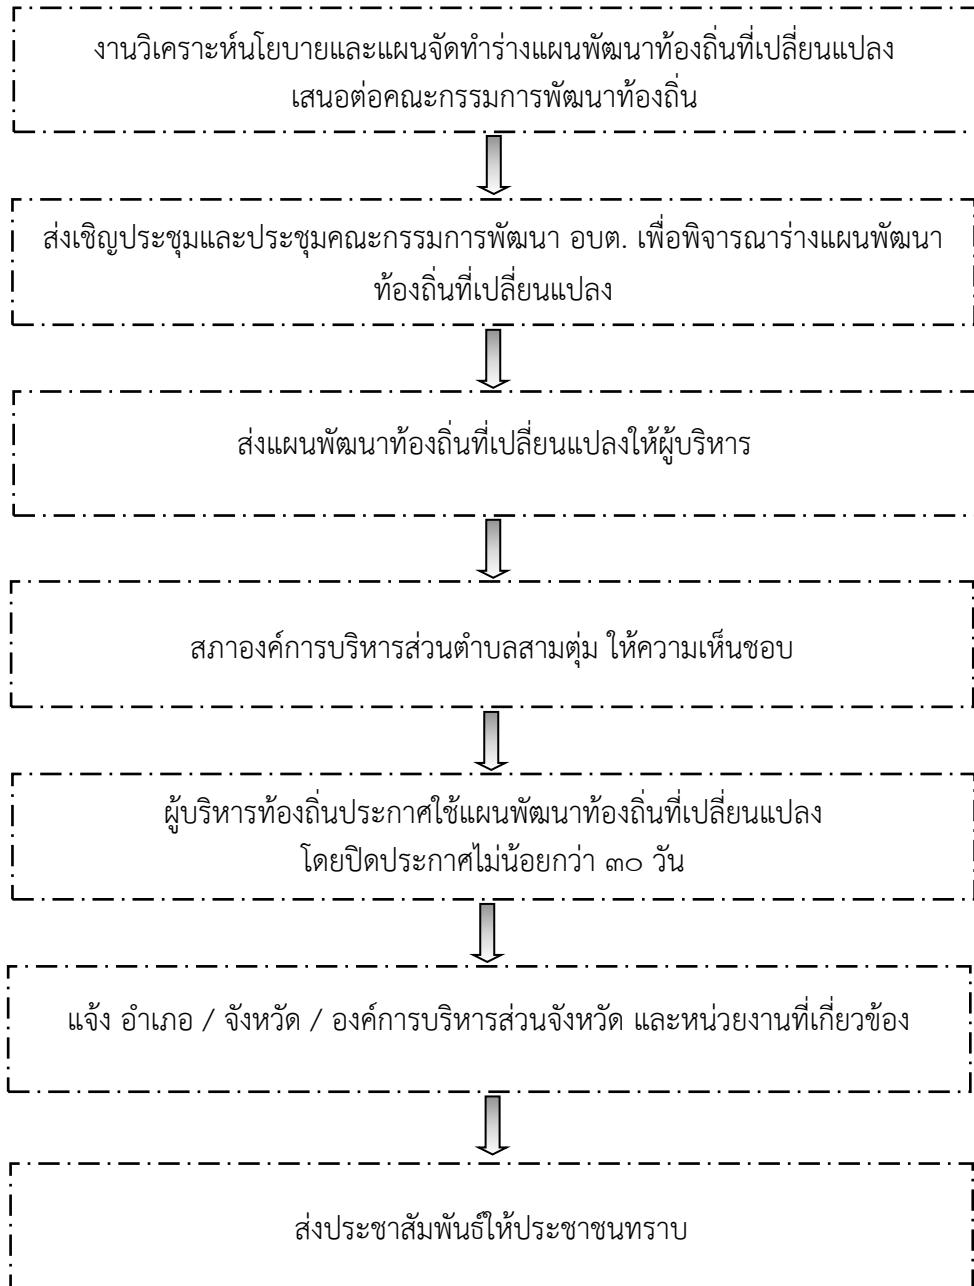 งานวิเคราะห์นโยบายและแผนจัดทำร่างแผนพัฒนาท้องถิ่นที่เปลี่ยนแปลง
เสนอต่อคณะกรรมการพัฒนาท้องถิ่น
ส่งเชิญประชุมและประชุมคณะกรรมการพัฒนา อบต. เพื่อพิจารณาร่างแผนพัฒนา
ท้องถิ่นที่เปลี่ยนแปลง
ส่งแผนพัฒนาท้องถิ่นที่เปลี่ยนแปลงให้ผู้บริหาร
สภาองค์การบริหารส่วนตำบลสามตุ่ม ให้ความเห็นชอบ
ผู้บริหารท้องถิ่นประกาศใช้แผนพัฒนาท้องถิ่นที่เปลี่ยนแปลง
โดยปิดประกาศไม่น้อยกว่า ๓๐ วัน
แจ้ง อำเภอ / จังหวัด / องค์การบริหารส่วนจังหวัด และหน่วยงานที่เกี่ยวข้อง
ส่งประชาสัมพันธ์ให้ประชาชนทราบ